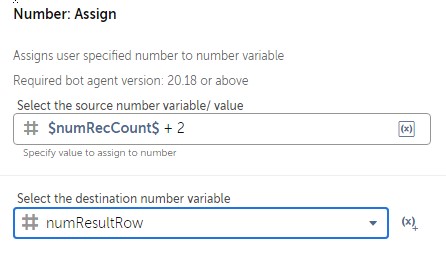 Number: Assign
Assigns user specified number to number variable
Required bot agent version: 20.18 or above
Select the source number variable/ value
# $numRecCount$ + 2 (x)
Specify value to assign to number
Select the destination number variable
# numResultRow (x)+